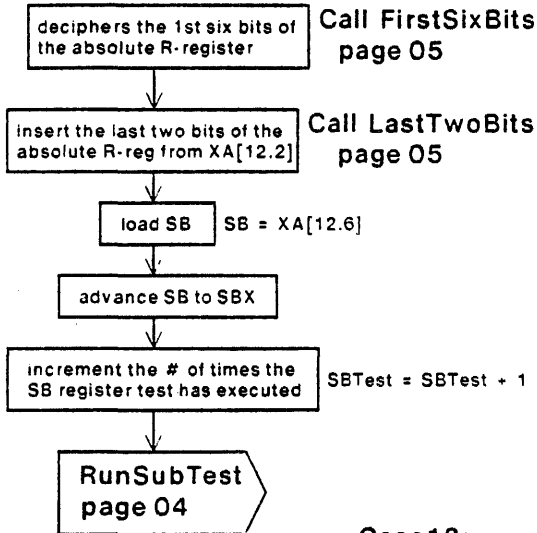 deciphers the 1st six bits of
the absolute R-register
Call FirstSixBits
page 05
insert the last two bits of the
absolute R-reg from XA[12.2]
Call LastTwoBits
page 05
load SB
SB = XA[12.6]
advance SB to SBX
increment the # of times the
SB register test has executed
SBTest = SBTest + 1
RunSubTest
page 04